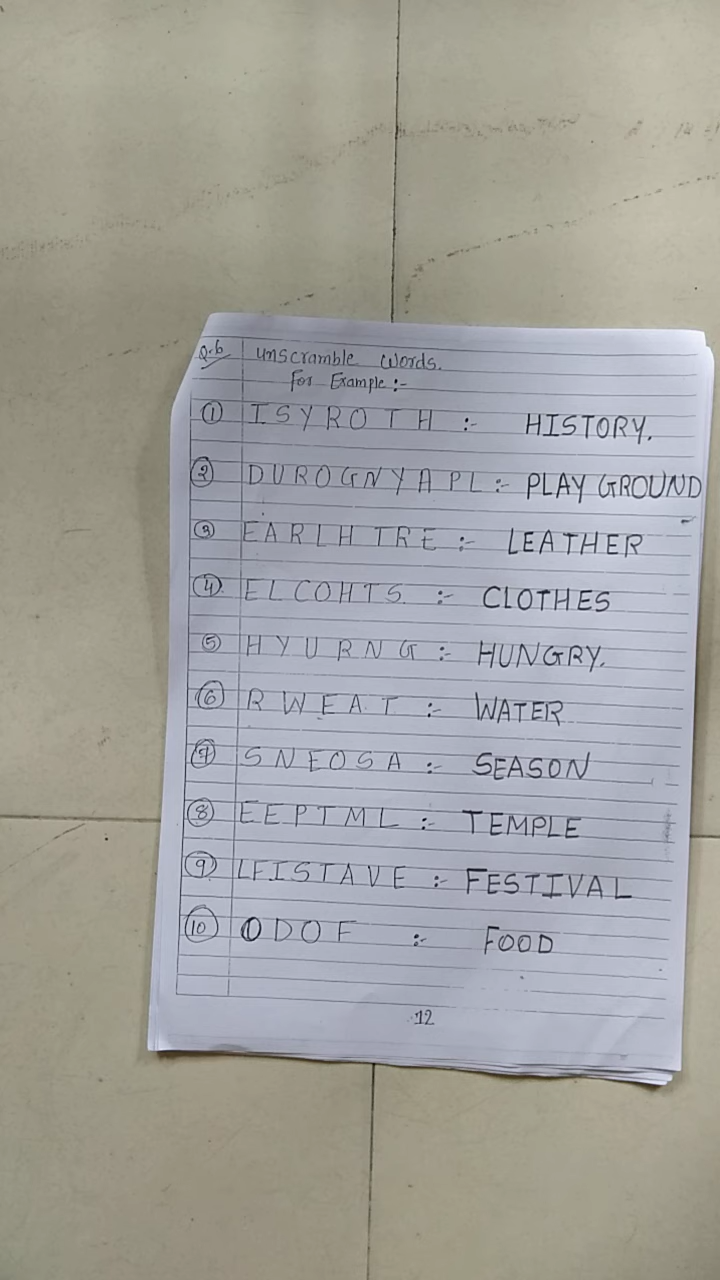 Q.6 unscramble words.
For Example :-
① ISYROTH :- HISTORY.
② DUROGNYAPL :- PLAY GROUND
③ EARLHTRE :- LEATHER
④ ELCOHTS :- CLOTHES
⑤ HYURNG :- HUNGRY.
⑥ RWEAT :- WATER
⑦ SNEOSA :- SEASON
⑧ EEPTML :- TEMPLE
⑨ LFISTAVE :- FESTIVAL
⑩ ODOF :- FOOD
12